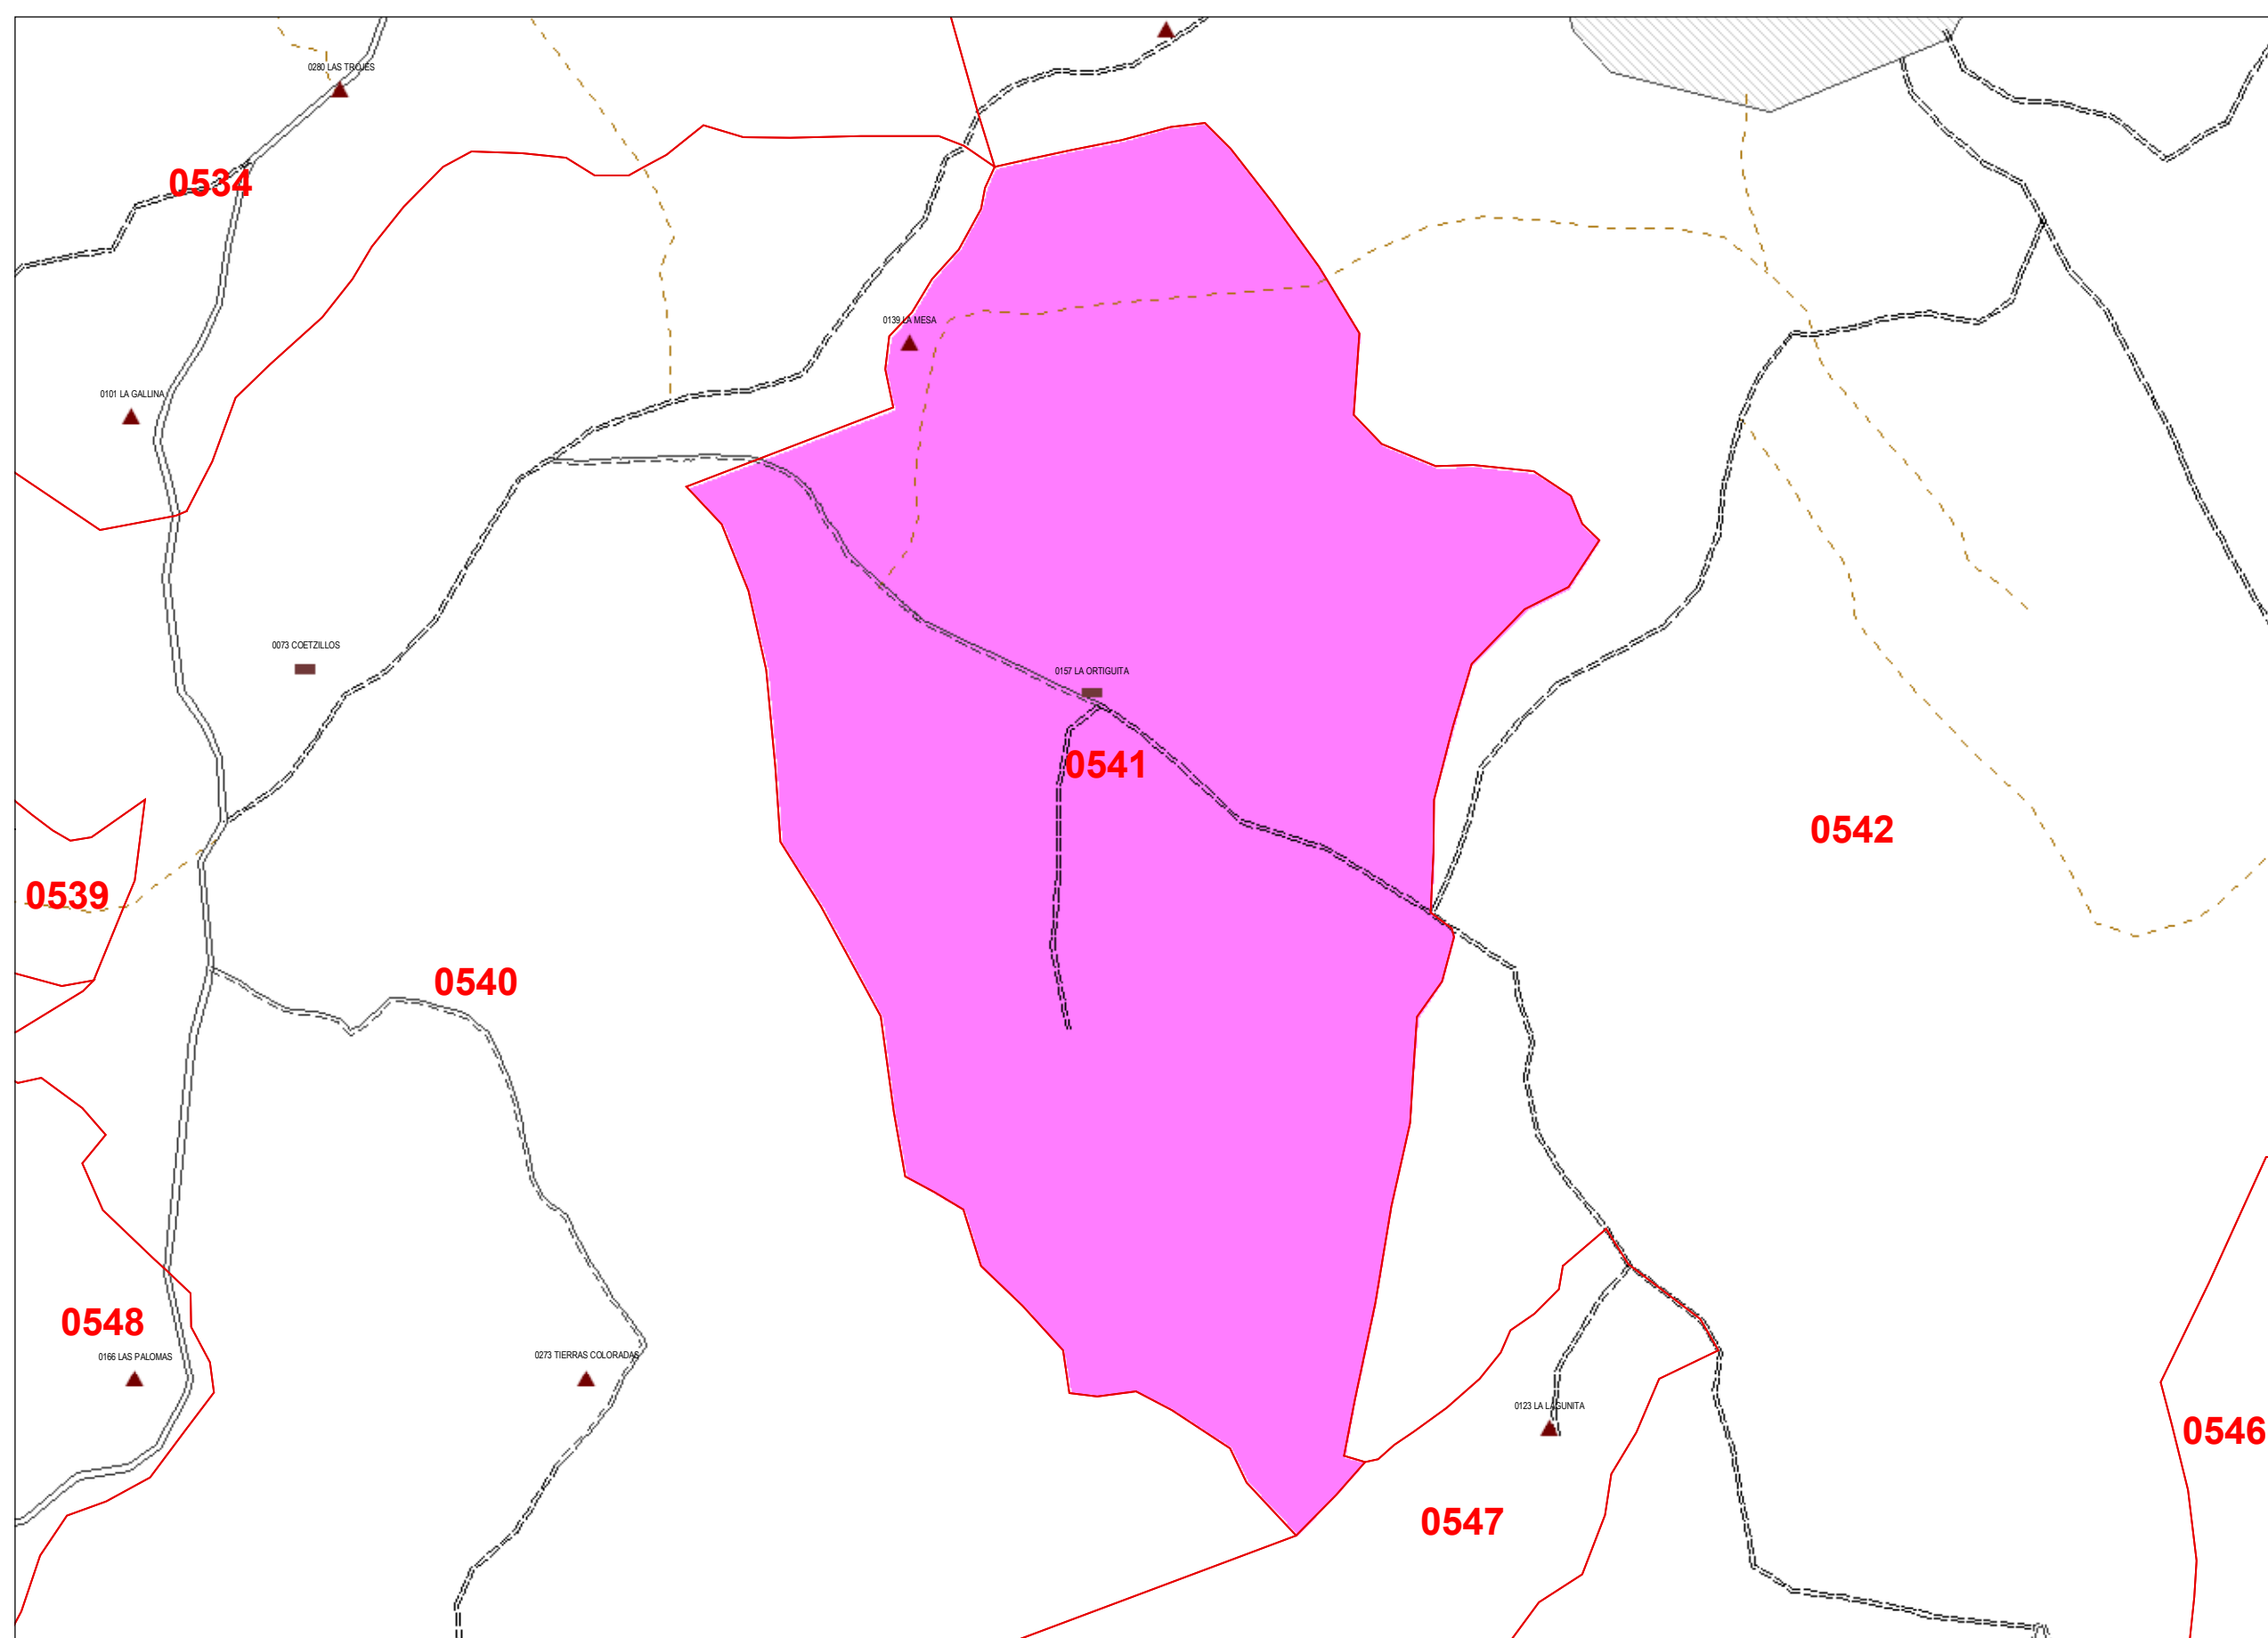 0280 LAS TROJES
0534
0139 LA MESA
0101 LA GALLINA
0073 COETZILLOS
0157 LA ORTIGUITA
0541
0542
0539
0540
0548
0166 LAS PALOMAS
0273 TIERRAS COLORADAS
0123 LA LAGUNITA
0546
0547